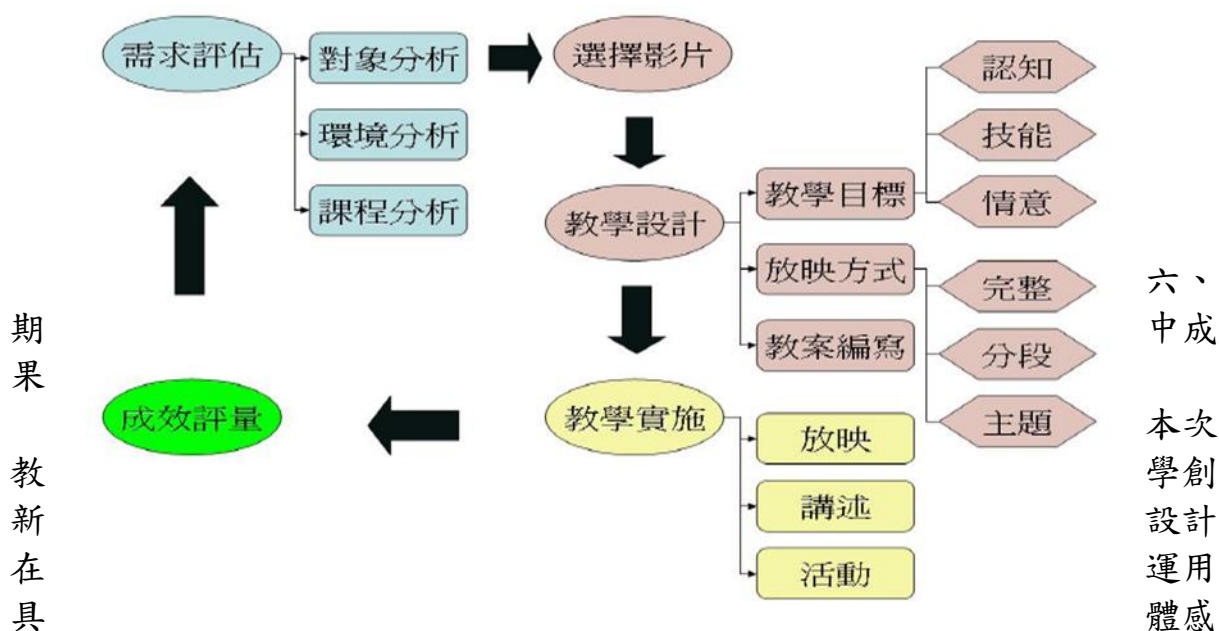 需求評估
對象分析
環境分析
課程分析
選擇影片
教學設計
教學目標
認知
技能
情意
放映方式
完整
分段
主題
教案編寫
教學實施
放映
講述
活動
成效評量
六、
期 中成
果
本次
教 學創
新 設計
在 運用
具 體感